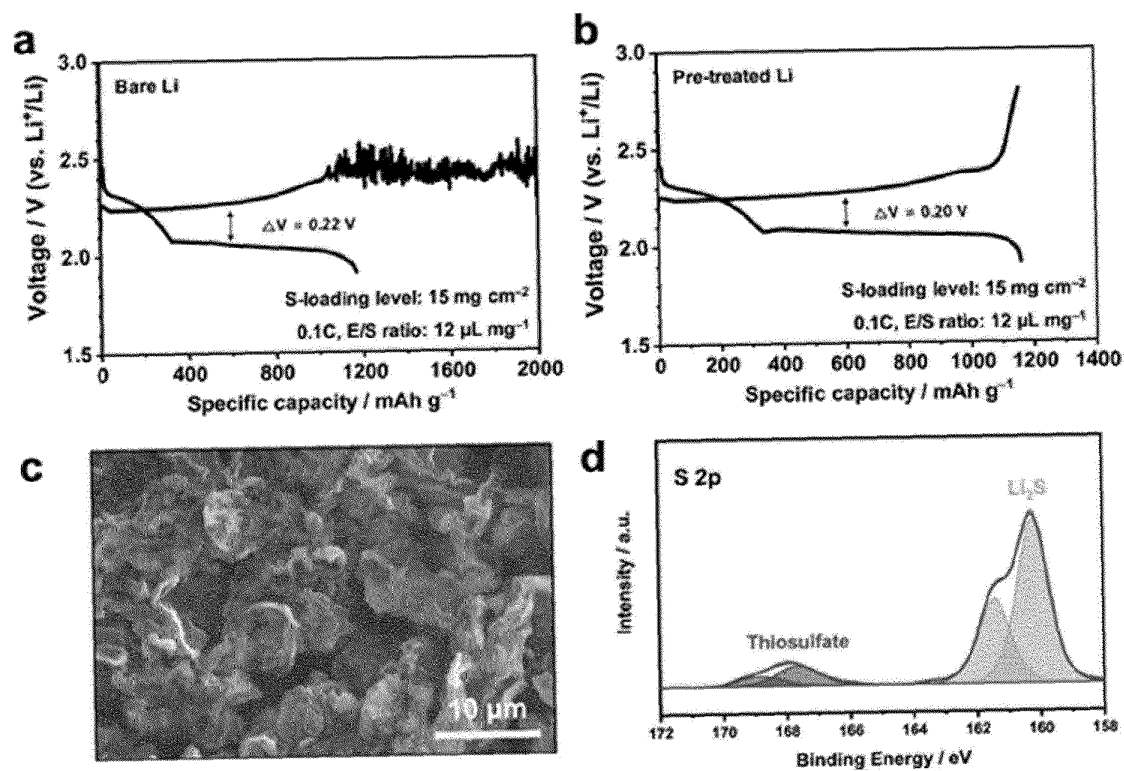 a
3.0
2.5
2.0
1.5
Voltage / V (vs. Li⁺/Li)
Bare Li
△V = 0.22 V
S-loading level: 15 mg cm⁻²
0.1C, E/S ratio: 12 µL mg⁻¹
0 400 800 1200 1600 2000
Specific capacity / mAh g⁻¹
b
3.0
2.5
2.0
1.5
Voltage / V (vs. Li⁺/Li)
Pre-treated Li
△V = 0.20 V
S-loading level: 15 mg cm⁻²
0.1C, E/S ratio: 12 µL mg⁻¹
0 200 400 600 800 1000 1200 1400
Specific capacity / mAh g⁻¹
c
10 µm
d
Intensity / a.u.
S 2p
Li₂S
Thiosulfate
172 170 168 166 164 162 160 158
Binding Energy / eV